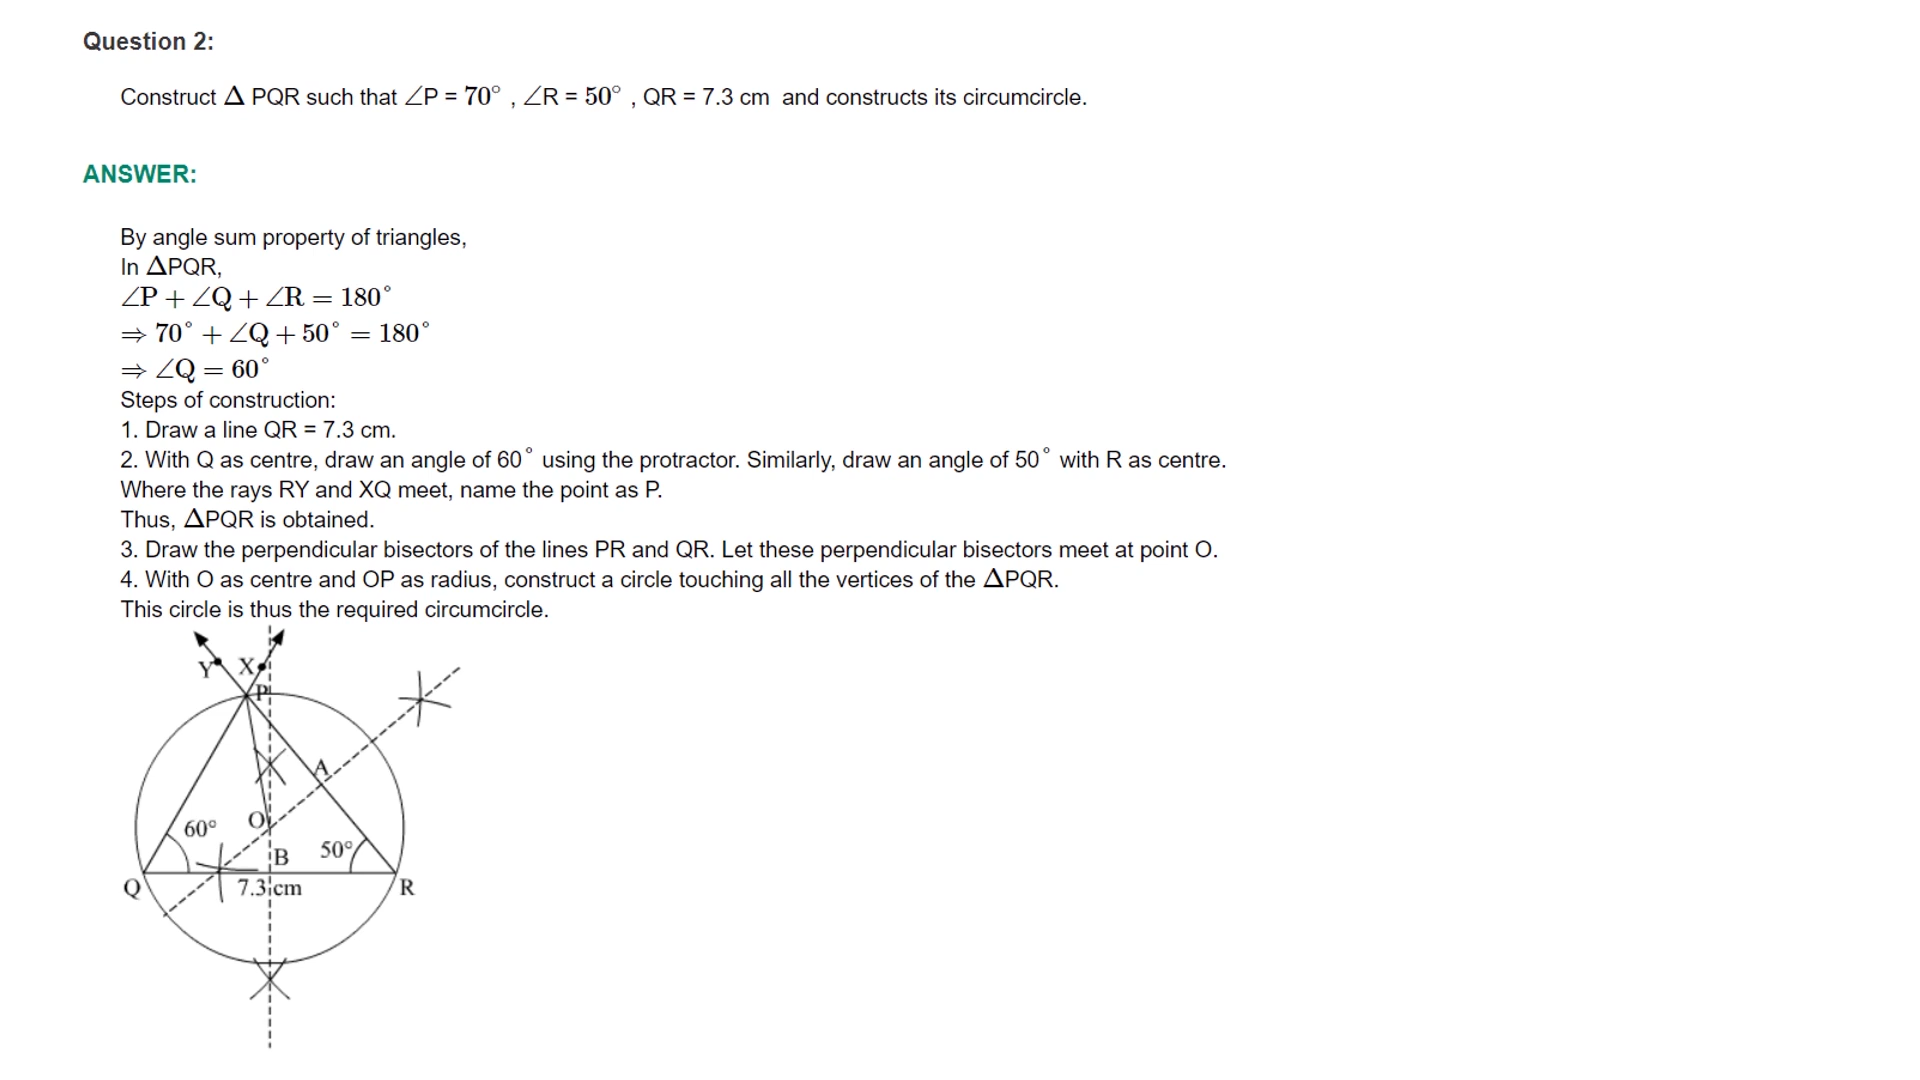 Question 2:
Construct Δ PQR such that ∠P = 70° , ∠R = 50° , QR = 7.3 cm  and constructs its circumcircle.
ANSWER:
By angle sum property of triangles,
In ΔPQR,
∠P + ∠Q + ∠R = 180°
⇒ 70° + ∠Q + 50° = 180°
⇒ ∠Q = 60°
Steps of construction:
1. Draw a line QR = 7.3 cm.
2. With Q as centre, draw an angle of 60° using the protractor. Similarly, draw an angle of 50° with R as centre.
Where the rays RY and XQ meet, name the point as P.
Thus, ΔPQR is obtained.
3. Draw the perpendicular bisectors of the lines PR and QR. Let these perpendicular bisectors meet at point O.
4. With O as centre and OP as radius, construct a circle touching all the vertices of the ΔPQR.
This circle is thus the required circumcircle.
Y X
P
A
60° O
B 50°
Q 7.3 cm R